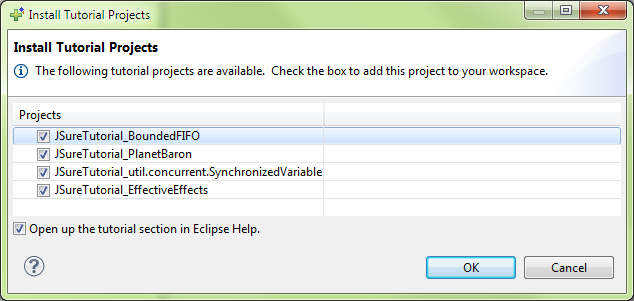 Install Tutorial Projects
Install Tutorial Projects
The following tutorial projects are available.  Check the box to add this project to your workspace.
Projects
JSureTutorial_BoundedFIFO
JSureTutorial_PlanetBaron
JSureTutorial_util.concurrent.SynchronizedVariable
JSureTutorial_EffectiveEffects
Open up the tutorial section in Eclipse Help.
?
OK
Cancel